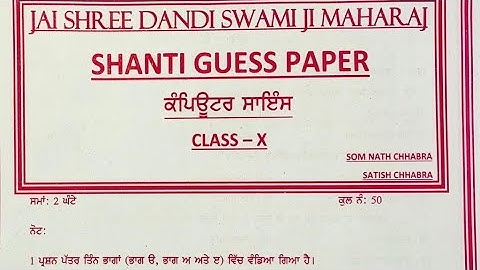 JAI SHREE DANDI SWAMI JI MAHARAJ
SHANTI GUESS PAPER
ਕੰਪਿਊਟਰ ਸਾਇੰਸ
CLASS – X
SOM NATH CHHABRA
SATISH CHHABRA
ਸਮਾਂ: 2 ਘੰਟੇ ਕੁਲ ਨੰ: 50
ਨੋਟ:
1 ਪ੍ਰਸ਼ਨ ਪੱਤਰ ਤਿੰਨ ਭਾਗਾਂ (ਭਾਗ ੳ, ਭਾਗ ਅ ਅਤੇ ੲ) ਵਿੱਚ ਵੰਡਿਆ ਗਿਆ ਹੈ।